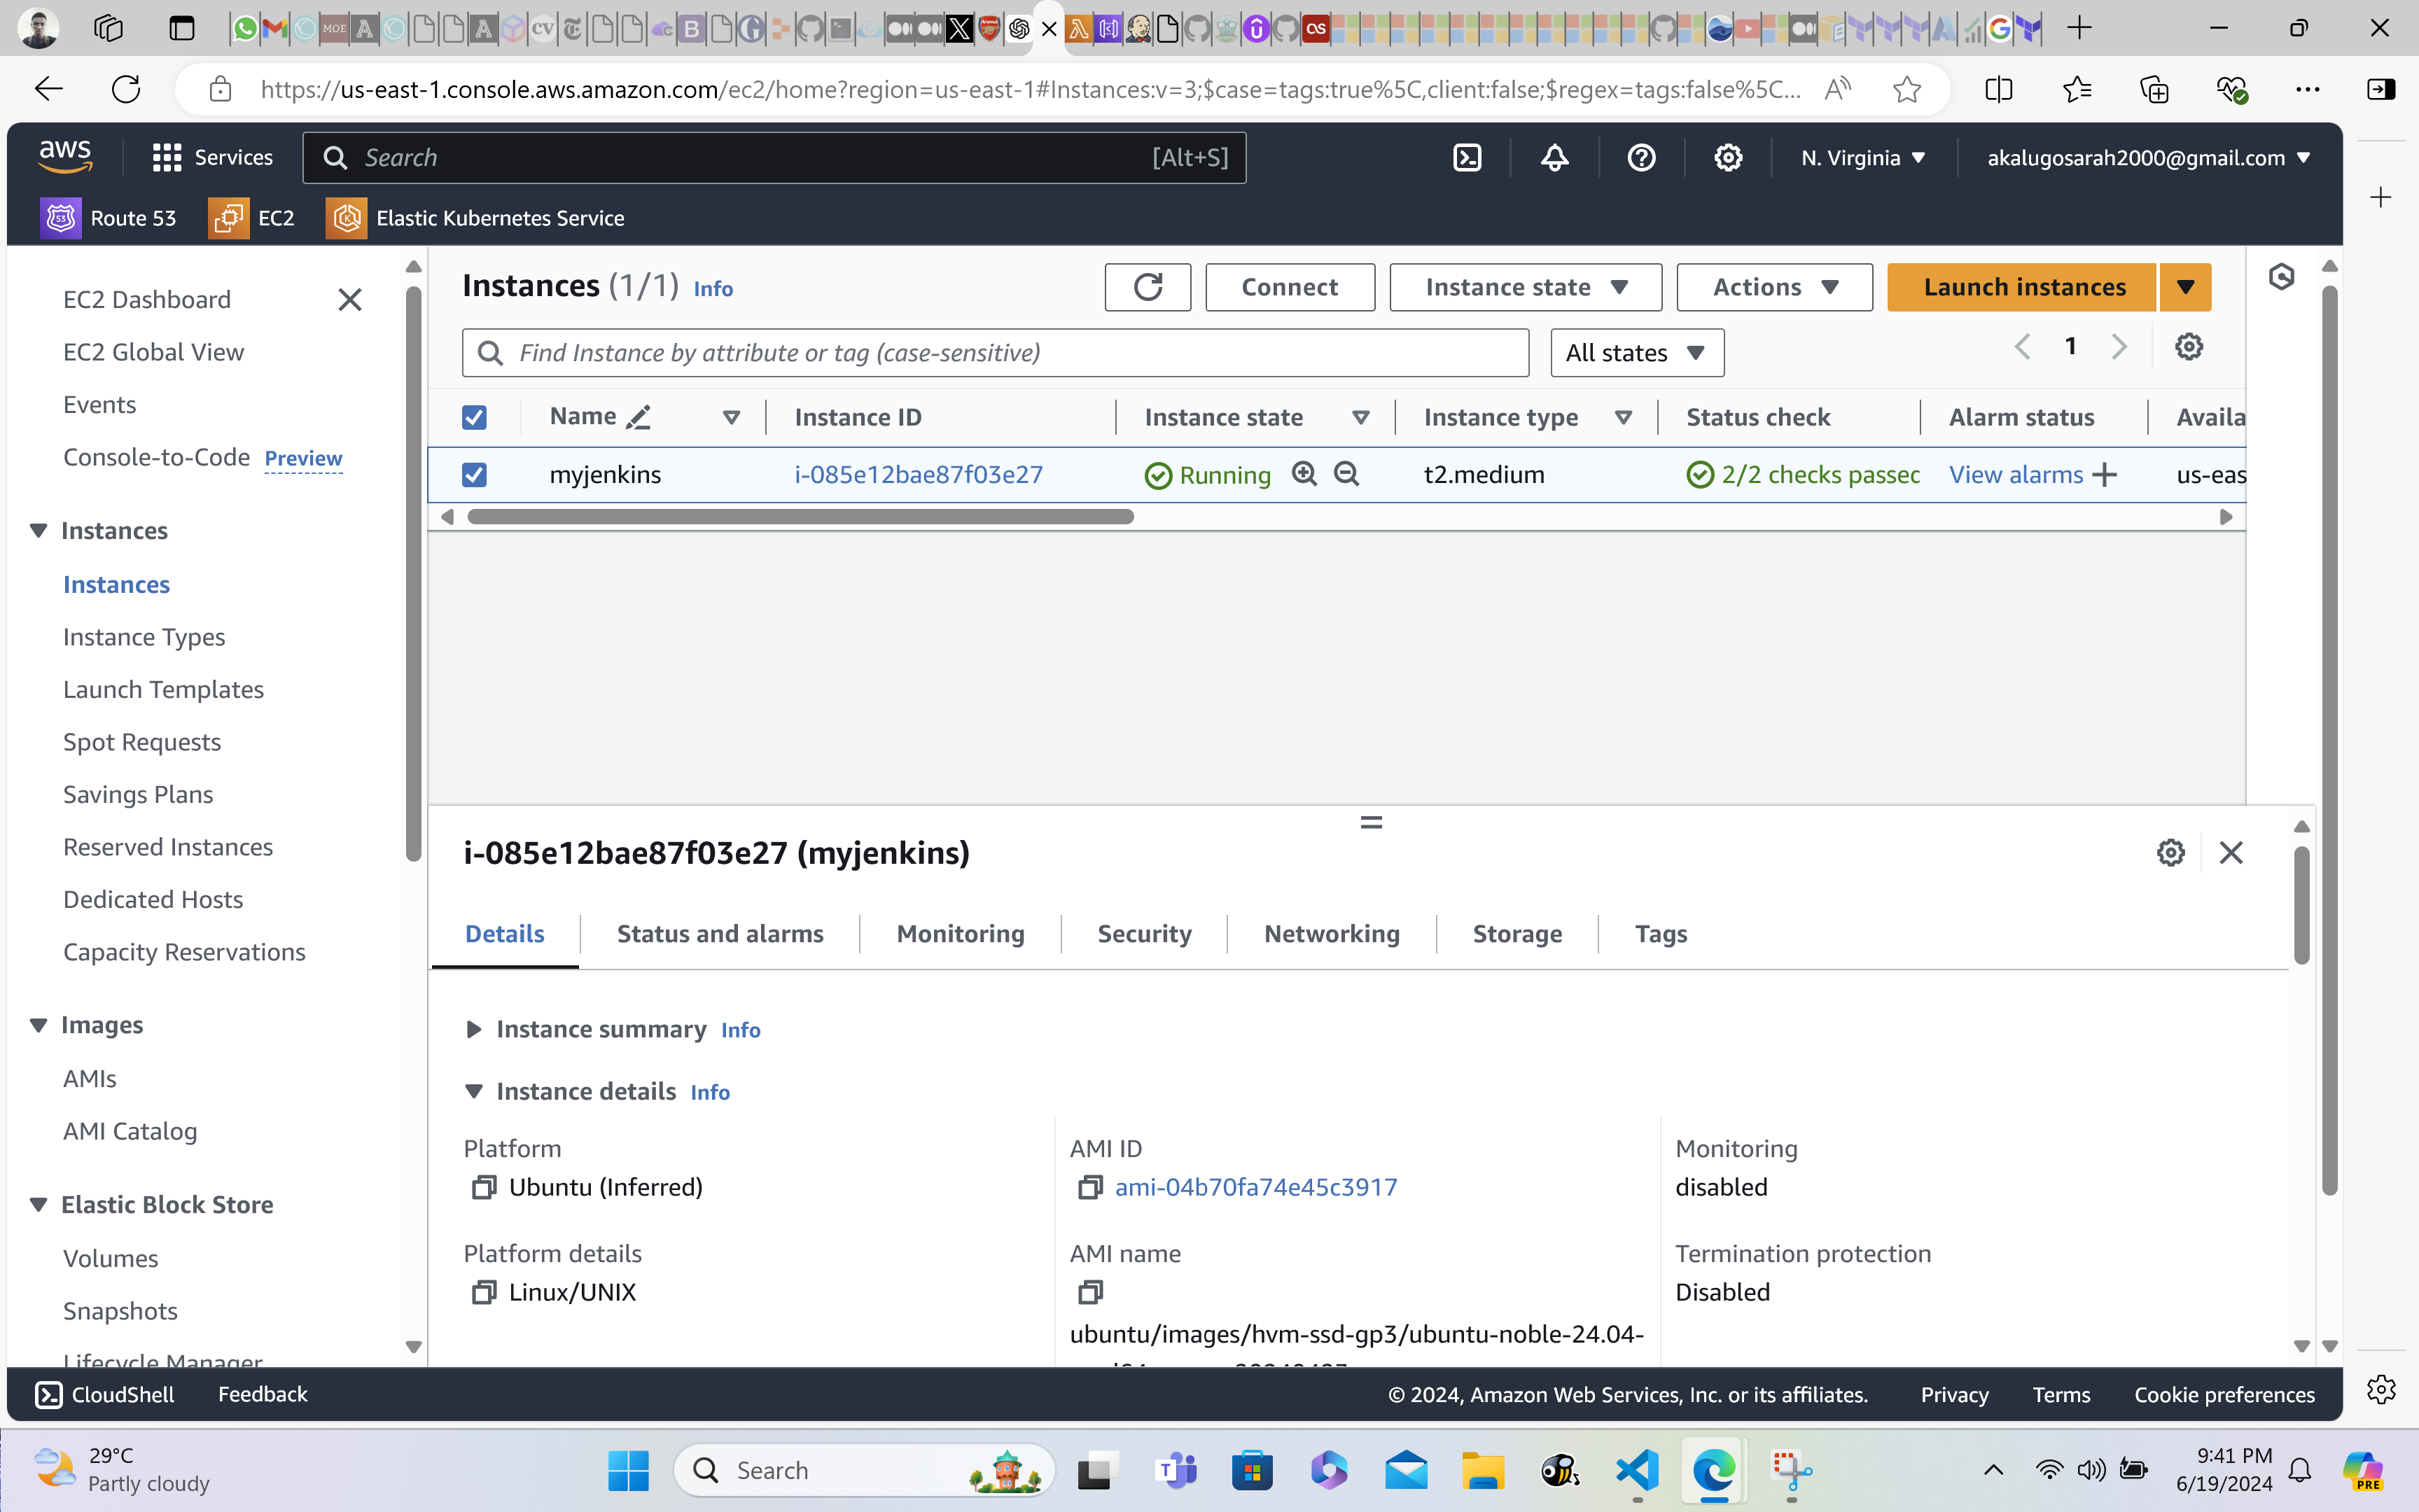 https://us-east-1.console.aws.amazon.com/ec2/home?region=us-east-1#Instances:v=3;$case=tags:true%5C,client:false;$regex=tags:false%5C...
aws
Services
Search
[Alt+S]
N. Virginia
akalugosarah2000@gmail.com
Route 53
EC2
Elastic Kubernetes Service
EC2 Dashboard
EC2 Global View
Events
Console-to-Code Preview
Instances
Instances
Instance Types
Launch Templates
Spot Requests
Savings Plans
Reserved Instances
Dedicated Hosts
Capacity Reservations
Images
AMIs
AMI Catalog
Elastic Block Store
Volumes
Snapshots
Lifecycle Manager
Instances (1/1) Info
Connect
Instance state
Actions
Launch instances
Find Instance by attribute or tag (case-sensitive)
All states
1
Name
Instance ID
Instance state
Instance type
Status check
Alarm status
Availa
myjenkins
i-085e12bae87f03e27
Running
t2.medium
2/2 checks passec
View alarms
us-eas
i-085e12bae87f03e27 (myjenkins)
Details
Status and alarms
Monitoring
Security
Networking
Storage
Tags
Instance summary Info
Instance details Info
Platform
Ubuntu (Inferred)
AMI ID
ami-04b70fa74e45c3917
Monitoring
disabled
Platform details
Linux/UNIX
AMI name
ubuntu/images/hvm-ssd-gp3/ubuntu-noble-24.04-
Termination protection
Disabled
CloudShell
Feedback
© 2024, Amazon Web Services, Inc. or its affiliates.
Privacy
Terms
Cookie preferences
29°C
Partly cloudy
Search
9:41 PM
6/19/2024
PRE